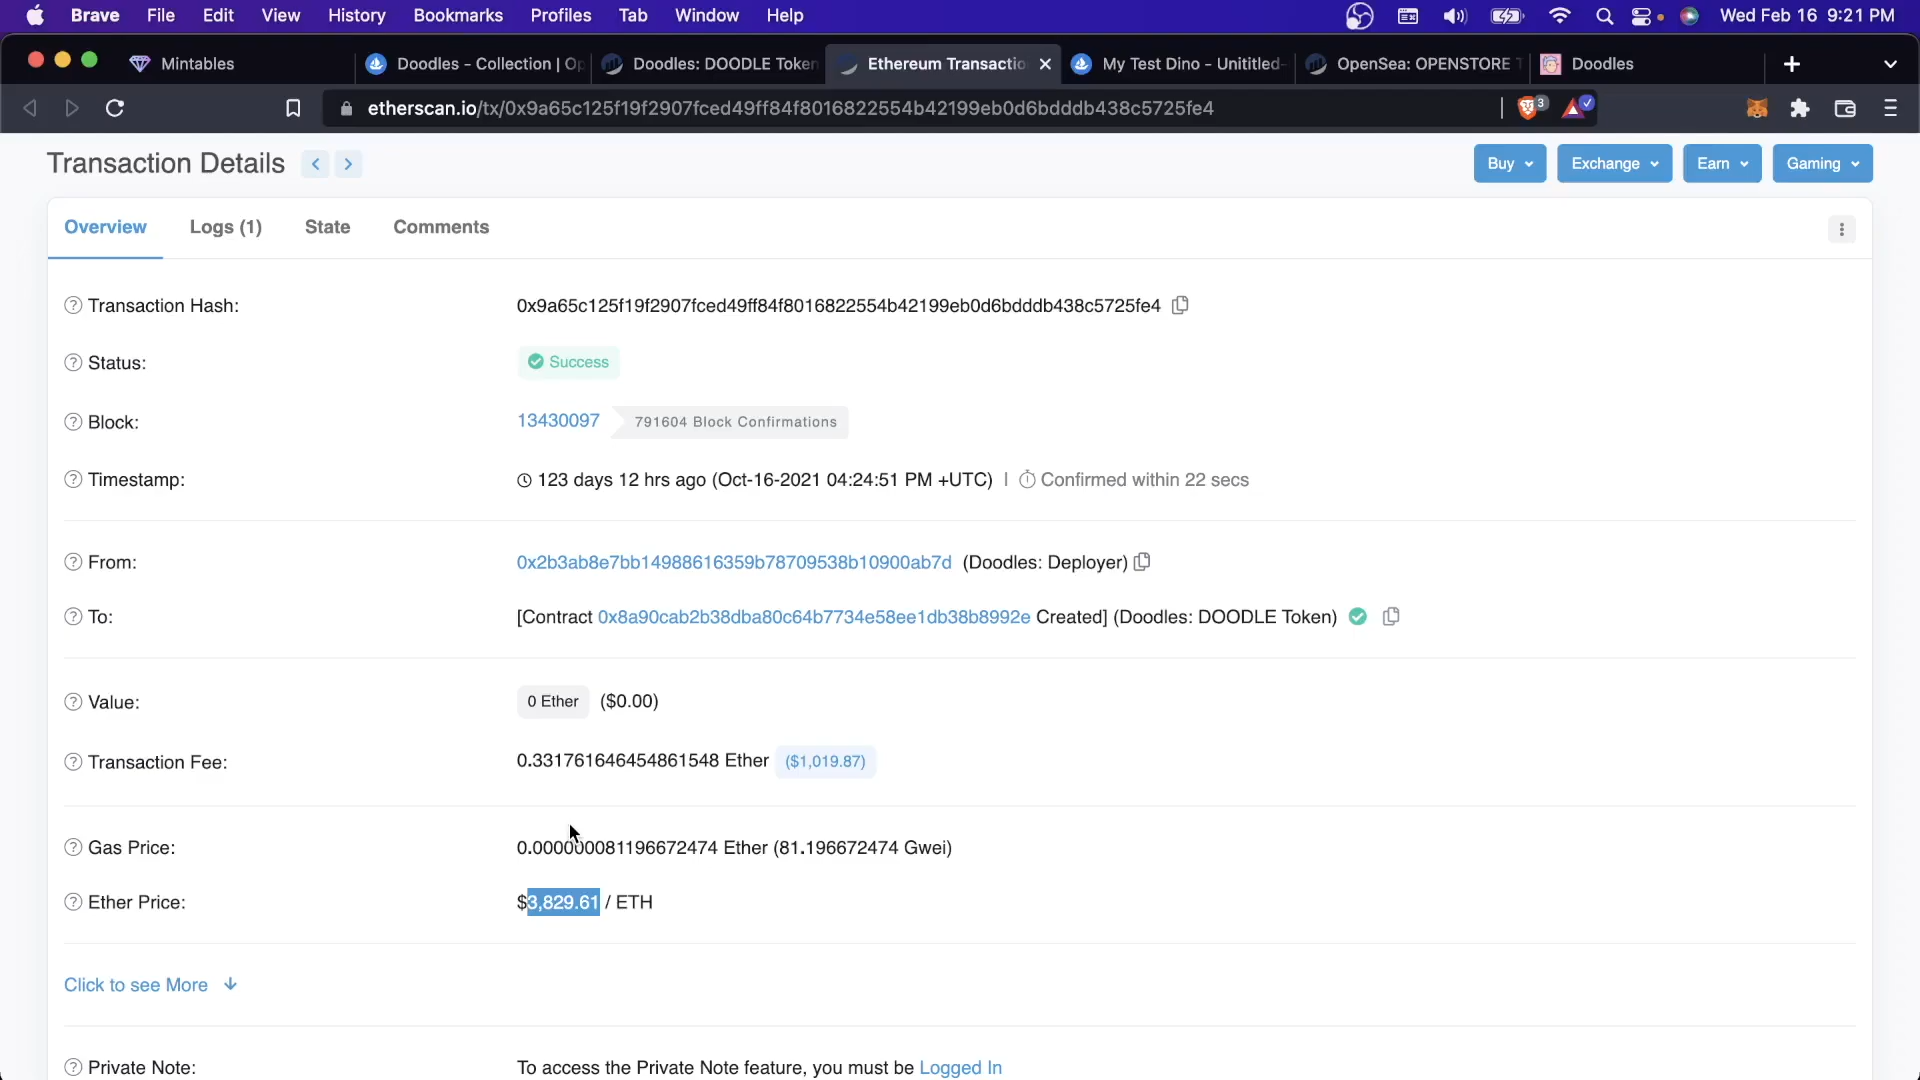 Brave File Edit View History Bookmarks Profiles Tab Window Help Wed Feb 16 9:21 PM
Mintables Doodles - Collection | Op Doodles: DOODLE Token Ethereum Transactio My Test Dino - Unititled- OpenSea: OPENSTORE T Doodles
etherscan.io/tx/0x9a65c125f19f2907fced49ff84f8016822554b42199eb0d6bdddb438c5725fe4 3
Transaction Details Buy Exchange Earn Gaming
Overview Logs (1) State Comments
Transaction Hash: 0x9a65c125f19f2907fced49ff84f8016822554b42199eb0d6bdddb438c5725fe4
Status: Success
Block: 13430097 791604 Block Confirmations
Timestamp: 123 days 12 hrs ago (Oct-16-2021 04:24:51 PM +UTC) | Confirmed within 22 secs
From: 0x2b3ab8e7bb14988616359b78709538b10900ab7d (Doodles: Deployer)
To: [Contract 0x8a90cab2b38dba80c64b7734e58ee1db38b8992e Created] (Doodles: DOODLE Token)
Value: 0 Ether ($0.00)
Transaction Fee: 0.331761646454861548 Ether ($1,019.87)
Gas Price: 0.000000081196672474 Ether (81.196672474 Gwei)
Ether Price: $3,829.61 / ETH
Click to see More
Private Note: To access the Private Note feature, you must be Logged In